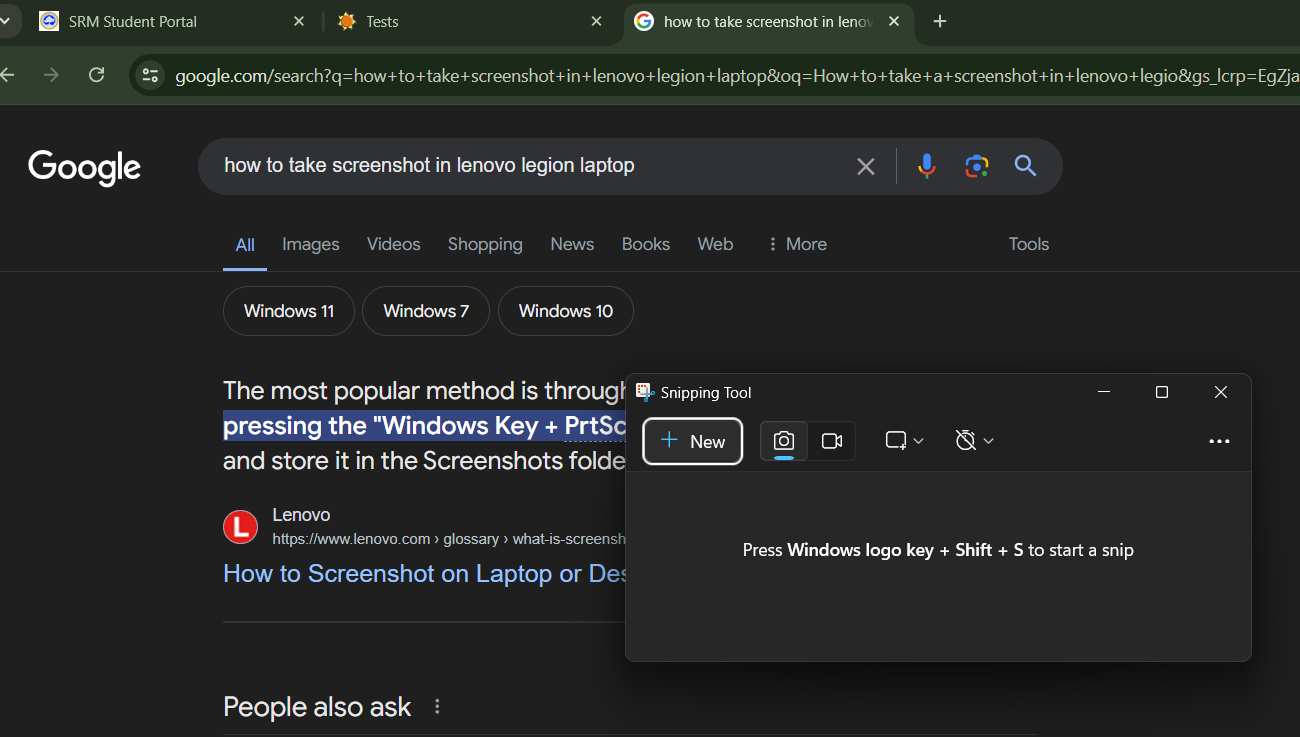 SRM Student Portal
Tests
how to take screenshot in lenov
google.com/search?q=how+to+take+screenshot+in+lenovo+legion+laptop&oq=How+to+take+a+screenshot+in+lenovo+legio&gs_lcrp=EgZja
Google
how to take screenshot in lenovo legion laptop
All Images Videos Shopping News Books Web More Tools
Windows 11 Windows 7 Windows 10
The most popular method is through
pressing the "Windows Key + PrtSc
and store it in the Screenshots folde
Lenovo
https://www.lenovo.com › glossary › what-is-screensh
How to Screenshot on Laptop or Des
People also ask
Snipping Tool
New
Press Windows logo key + Shift + S to start a snip